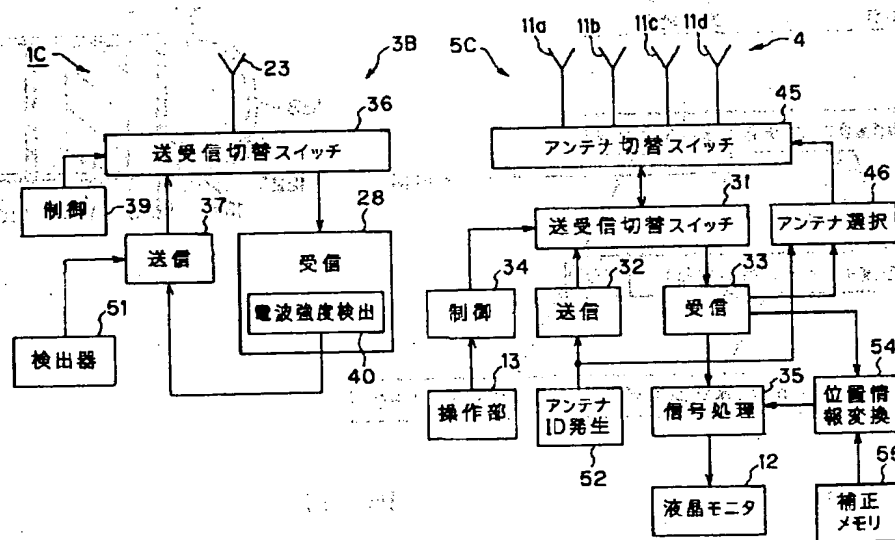 1C
23
3B
36
送受信切替スイッチ
制御
39
37
送信
28
受信
電波強度検出
40
51
検出器
5C
11a
11b
11c
11d
4
45
アンテナ切替スイッチ
46
アンテナ選択
31
送受信切替スイッチ
34
制御
32
送信
33
受信
13
操作部
アンテナ
ID発生
52
35
信号処理
54
位置情
報変換
12
液晶モニタ
補正
メモリ